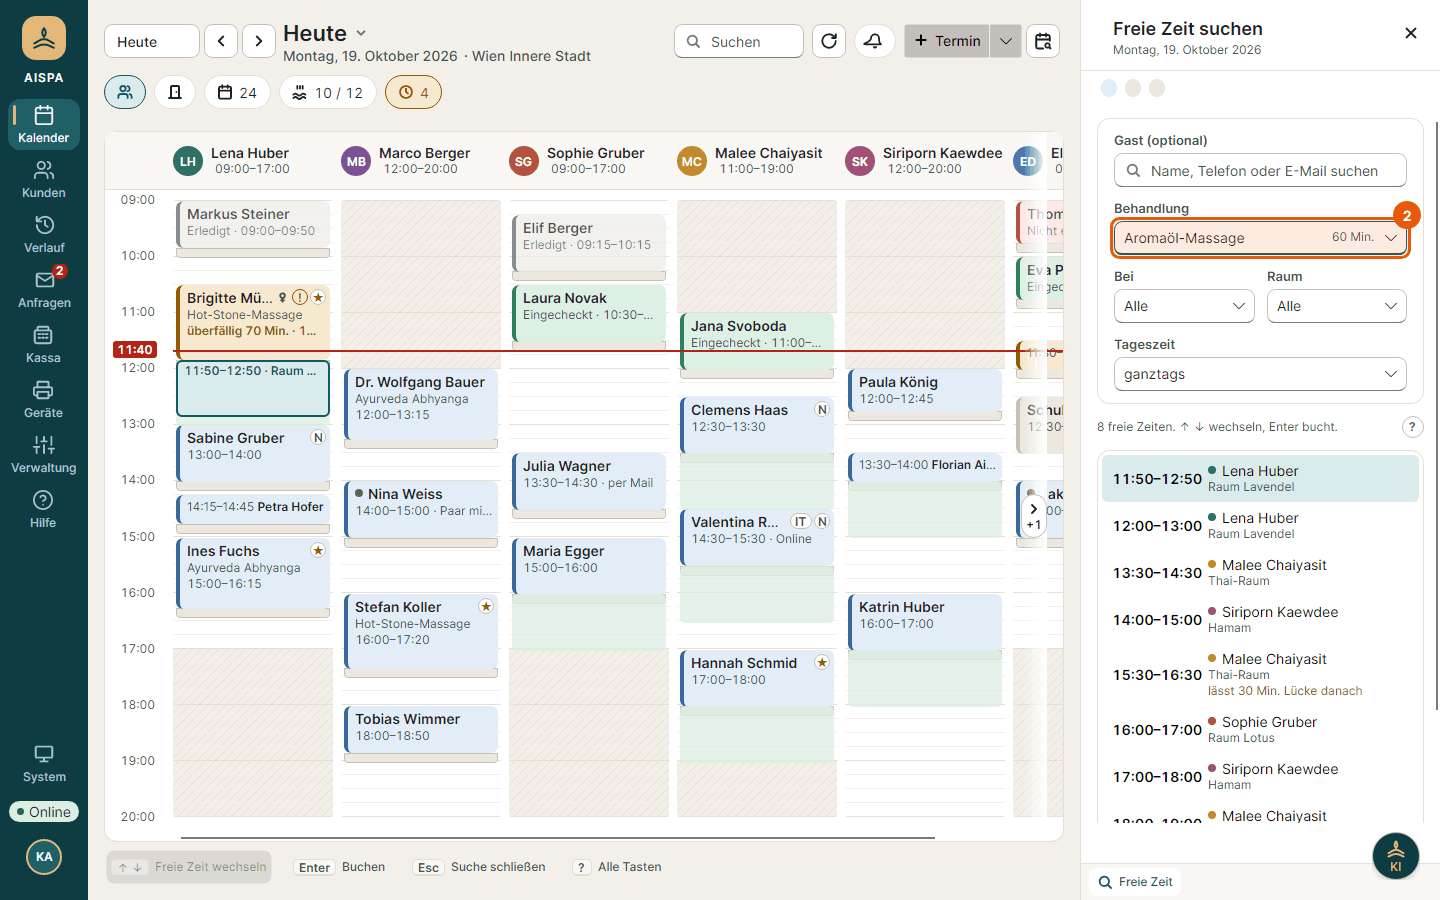 AISPA
Kalender
Kunden
Verlauf
2
Anfragen
Kassa
Geräte
Verwaltung
Hilfe
System
Online
KA
Heute
Heute
Montag, 19. Oktober 2026 · Wien Innere Stadt
Suchen
Termin
24
10 / 12
4
LH
Lena Huber
09:00–17:00
MB
Marco Berger
12:00–20:00
SG
Sophie Gruber
09:00–17:00
MC
Malee Chaiyasit
11:00–19:00
SK
Siriporn Kaewdee
12:00–20:00
ED
09:00
10:00
11:00
11:40
12:00
13:00
14:00
15:00
16:00
17:00
18:00
19:00
20:00
Markus Steiner
Erledigt · 09:00–09:50
Brigitte Mü...
Hot-Stone-Massage
überfällig 70 Min. · 1...
11:50–12:50 · Raum ...
Sabine Gruber
N
13:00–14:00
14:15–14:45 Petra Hofer
Ines Fuchs
Ayurveda Abhyanga
15:00–16:15
Dr. Wolfgang Bauer
Ayurveda Abhyanga
12:00–13:15
Nina Weiss
14:00–15:00 · Paar mi...
Stefan Koller
Hot-Stone-Massage
16:00–17:20
Tobias Wimmer
18:00–18:50
Elif Berger
Erledigt · 09:15–10:15
Laura Novak
Eingecheckt · 10:30–...
Julia Wagner
13:30–14:30 · per Mail
Maria Egger
15:00–16:00
Jana Svoboda
Eingecheckt · 11:00–...
Clemens Haas
N
12:30–13:30
Valentina R...
IT
N
14:30–15:30 · Online
Hannah Schmid
17:00–18:00
Paula König
12:00–12:45
13:30–14:00 Florian Ai...
Katrin Huber
16:00–17:00
Eva P
+1
Freie Zeit wechseln
Enter
Buchen
Esc
Suche schließen
?
Alle Tasten
Freie Zeit suchen
Montag, 19. Oktober 2026
Gast (optional)
Name, Telefon oder E-Mail suchen
Behandlung
2
Aromaöl-Massage
60 Min.
Bei
Raum
Alle
Alle
Tageszeit
ganztags
8 freie Zeiten. ↑ ↓ wechseln, Enter bucht.
?
11:50–12:50
Lena Huber
Raum Lavendel
12:00–13:00
Lena Huber
Raum Lavendel
13:30–14:30
Malee Chaiyasit
Thai-Raum
14:00–15:00
Siriporn Kaewdee
Hamam
15:30–16:30
Malee Chaiyasit
Thai-Raum
lässt 30 Min. Lücke danach
16:00–17:00
Sophie Gruber
Raum Lotus
17:00–18:00
Siriporn Kaewdee
Hamam
18:00–19:00
Malee Chaiyasit
KI
Freie Zeit